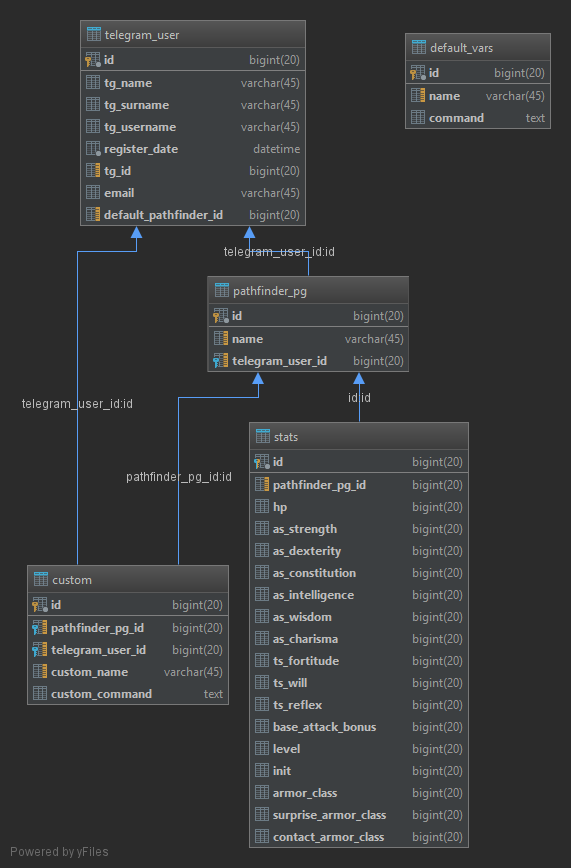 telegram_user
id bigint(20)
tg_name varchar(45)
tg_surname varchar(45)
tg_username varchar(45)
register_date datetime
tg_id bigint(20)
email varchar(45)
default_pathfinder_id bigint(20)
default_vars
id bigint(20)
name varchar(45)
command text
telegram_user_id:id
pathfinder_pg
id bigint(20)
name varchar(45)
telegram_user_id bigint(20)
telegram_user_id:id
id:id
pathfinder_pg_id:id
stats
id bigint(20)
pathfinder_pg_id bigint(20)
hp bigint(20)
as_strength bigint(20)
as_dexterity bigint(20)
as_constitution bigint(20)
as_intelligence bigint(20)
as_wisdom bigint(20)
as_charisma bigint(20)
ts_fortitude bigint(20)
ts_will bigint(20)
ts_reflex bigint(20)
base_attack_bonus bigint(20)
level bigint(20)
init bigint(20)
armor_class bigint(20)
surprise_armor_class bigint(20)
contact_armor_class bigint(20)
custom
id bigint(20)
pathfinder_pg_id bigint(20)
telegram_user_id bigint(20)
custom_name varchar(45)
custom_command text
Powered by yFiles